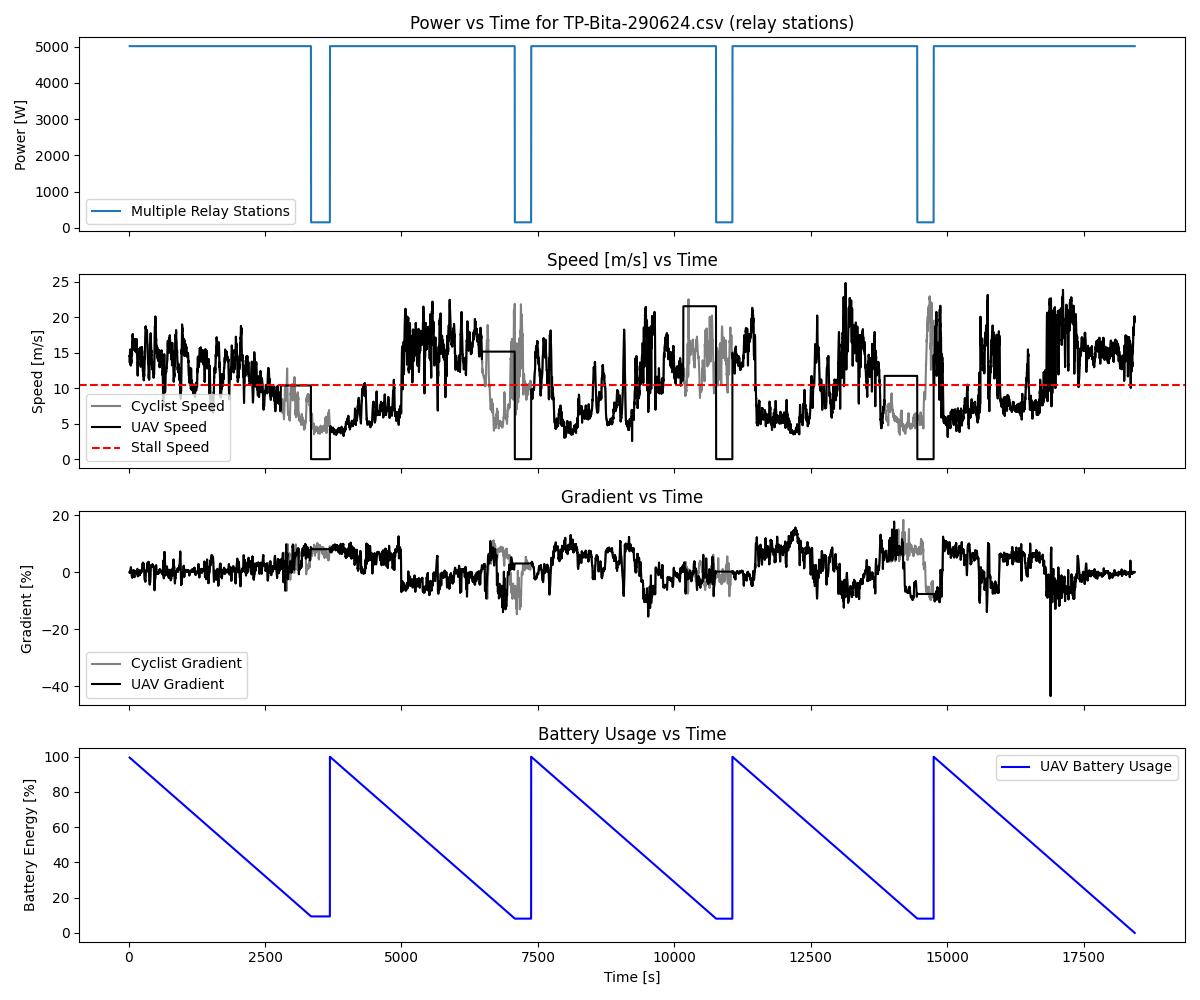 Power vs Time for TP-Bita-290624.csv (relay stations)
5000
4000
3000
2000
1000
0
Power [W]
Multiple Relay Stations
Speed [m/s] vs Time
25
20
15
10
5
0
Speed [m/s]
Cyclist Speed
UAV Speed
Stall Speed
Gradient vs Time
20
0
−20
−40
Gradient [%]
Cyclist Gradient
UAV Gradient
Battery Usage vs Time
100
80
60
40
20
0
Battery Energy [%]
UAV Battery Usage
0 2500 5000 7500 10000 12500 15000 17500
Time [s]